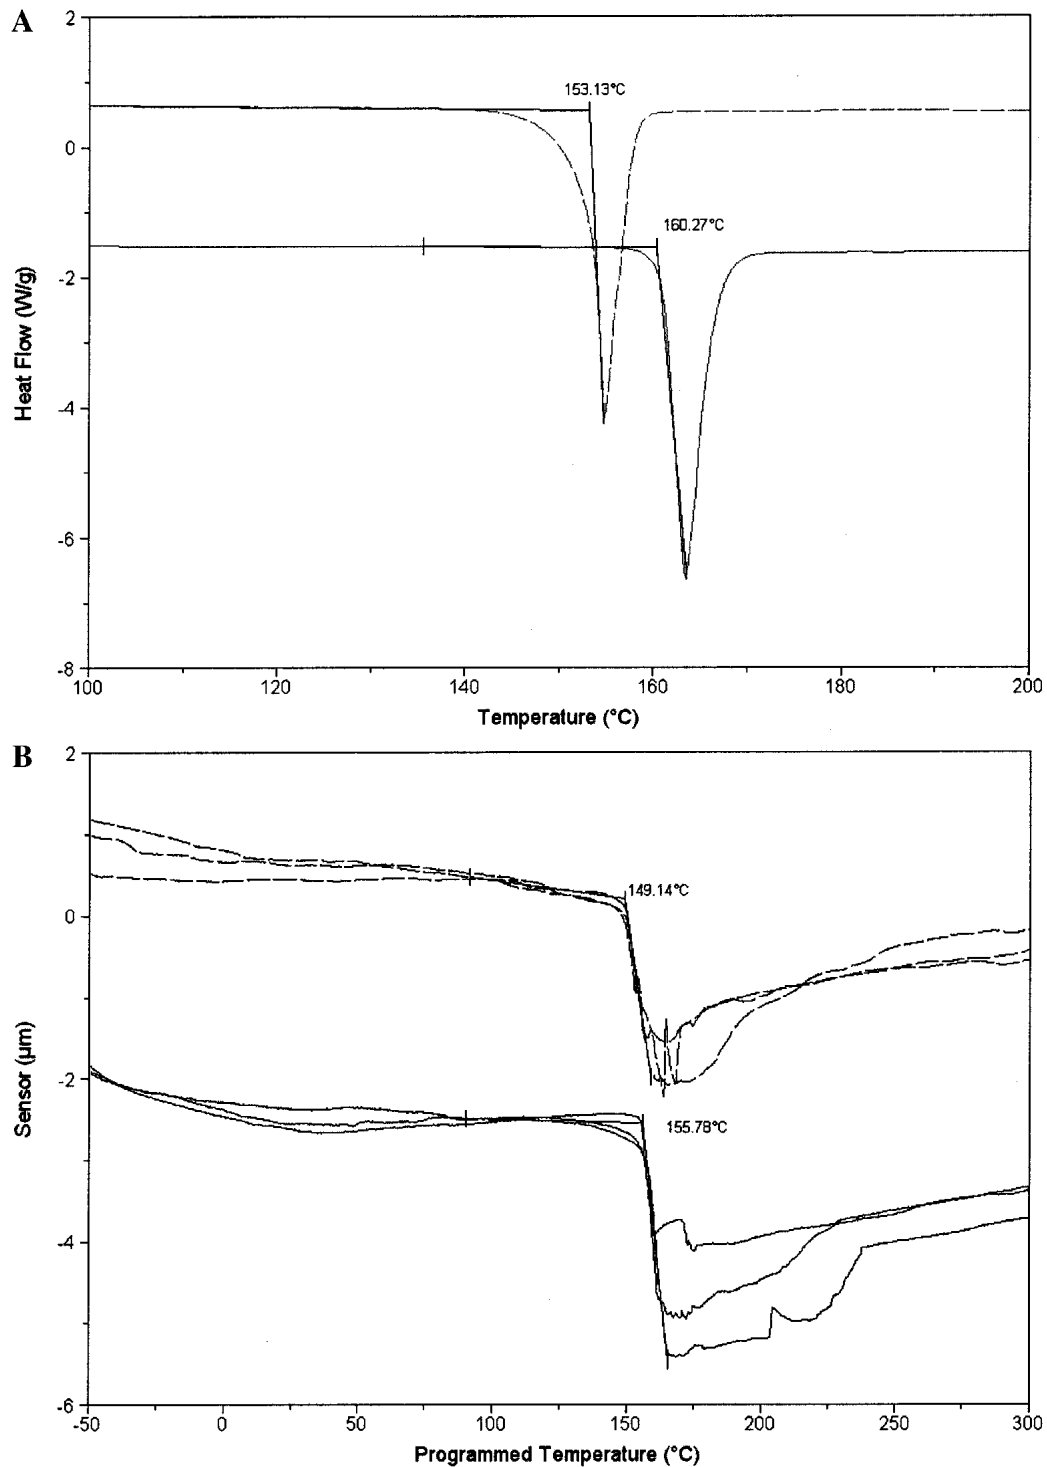 A
2
153.13°C
0
160.27°C
-2
Heat Flow (W/g)
-4
-6
-8
100 120 140 160 180 200
Temperature (°C)
B
2
149.14°C
0
Sensor (µm)
-2
155.78°C
-4
-6
-50 0 50 100 150 200 250 300
Programmed Temperature (°C)